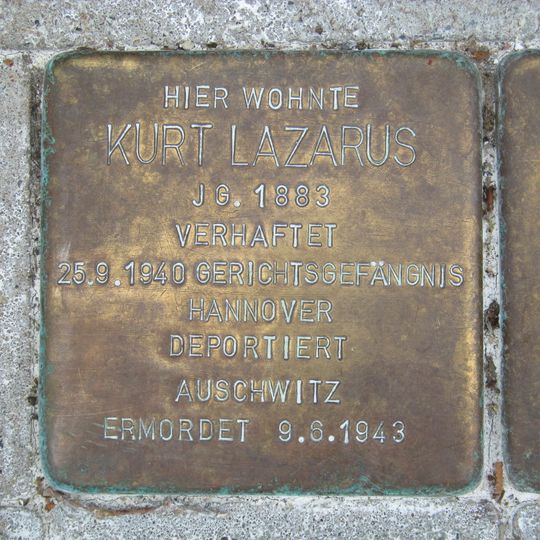 HIER WOHNTE
KURT LAZARUS
JG. 1883
VERHAFTET
25.9.1940 GERICHTSGEFÄNGNIS
HANNOVER
DEPORTIERT
AUSCHWITZ
ERMORDET 9.6.1943